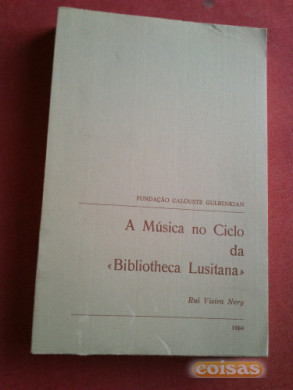 FUNDAÇÃO CALOUSTE GULBENKIAN
A Música no Ciclo
da
«Bibliotheca Lusitana»
Rui Vieira Nery
1984
coisas